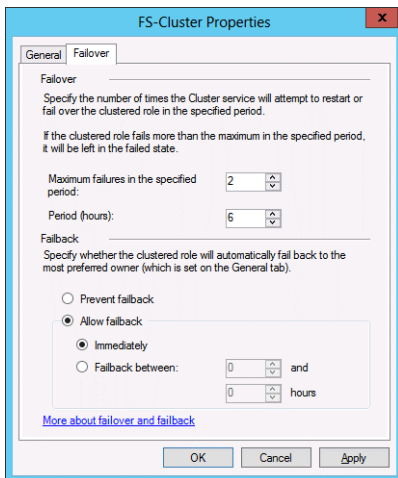 FS-Cluster Properties
x
General
Failover
Failover
Specify the number of times the Cluster service will attempt to restart or
fail over the clustered role in the specified period.
If the clustered role fails more than the maximum in the specified period,
it will be left in the failed state.
Maximum failures in the specified
period:
2
Period (hours):
6
Failback
Specify whether the clustered role will automatically fail back to the
most preferred owner (which is set on the General tab).
Prevent failback
Allow failback
Immediately
Failback between:
0
and
0
hours
More about failover and failback
OK
Cancel
Apply